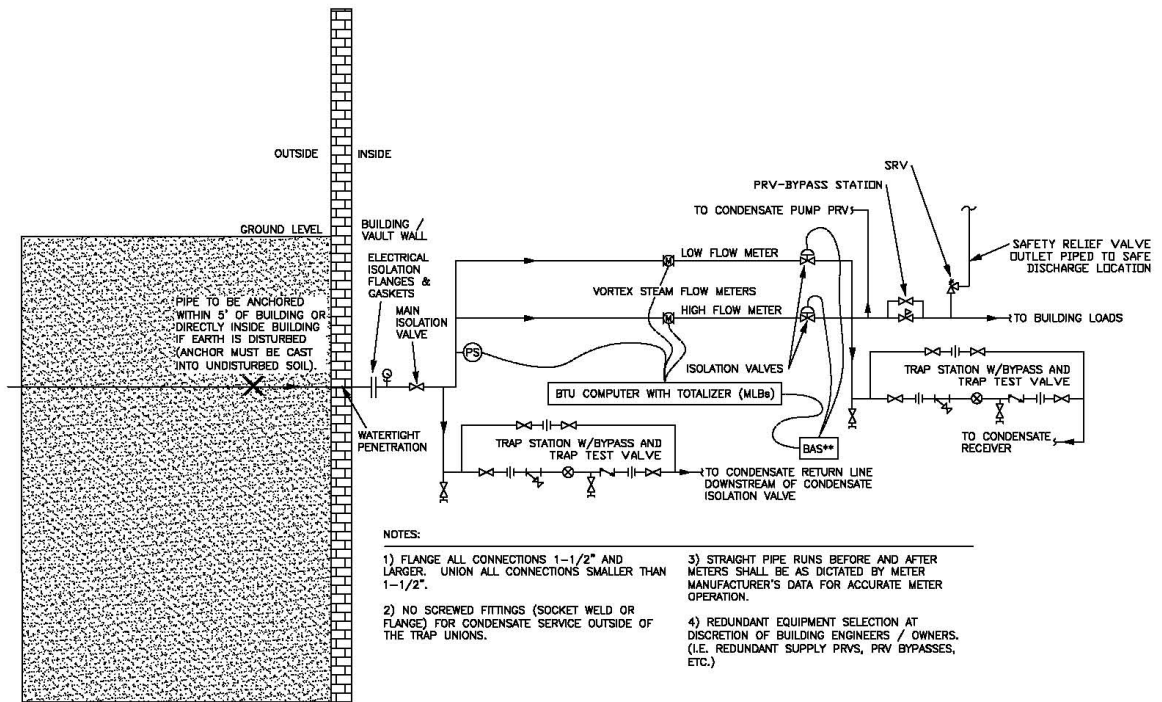 OUTSIDE
INSIDE
GROUND LEVEL
BUILDING /
VAULT WALL
ELECTRICAL
ISOLATION
FLANGES &
GASKETS
MAIN
ISOLATION
VALVE
PIPE TO BE ANCHORED
WITHIN 5' OF BUILDING OR
DIRECTLY INSIDE BUILDING
IF EARTH IS DISTURBED
(ANCHOR MUST BE CAST
INTO UNDISTURBED SOIL).
WATERTIGHT
PENETRATION
PS
LOW FLOW METER
M
VORTEX STEAM FLOW METERS
HIGH FLOW METER
M
ISOLATION VALVES
BTU COMPUTER WITH TOTALIZER (MLBs)
BAS**
TO CONDENSATE PUMP PRV
PRV-BYPASS STATION
SRV
SAFETY RELIEF VALVE
OUTLET PIPED TO SAFE
DISCHARGE LOCATION
TO BUILDING LOADS
TRAP STATION W/BYPASS AND
TRAP TEST VALVE
TO CONDENSATE
RECEIVER
TRAP STATION W/BYPASS AND
TRAP TEST VALVE
TO CONDENSATE RETURN LINE
DOWNSTREAM OF CONDENSATE
ISOLATION VALVE
NOTES:
1) FLANGE ALL CONNECTIONS 1-1/2" AND
LARGER. UNION ALL CONNECTIONS SMALLER THAN
1-1/2".
2) NO SCREWED FITTINGS (SOCKET WELD OR
FLANGE) FOR CONDENSATE SERVICE OUTSIDE OF
THE TRAP UNIONS.
3) STRAIGHT PIPE RUNS BEFORE AND AFTER
METERS SHALL BE AS DICTATED BY METER
MANUFACTURER'S DATA FOR ACCURATE METER
OPERATION.
4) REDUNDANT EQUIPMENT SELECTION AT
DISCRETION OF BUILDING ENGINEERS / OWNERS.
(I.E. REDUNDANT SUPPLY PRVS, PRV BYPASSES,
ETC.)